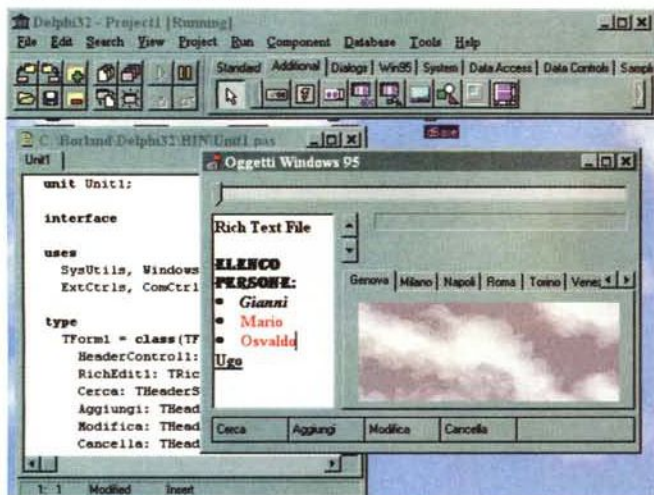 Delphi32 - Project1 [Running]
File Edit Search View Project Run Component Database Tools Help
Standard Additional Dialogs Win95 System Data Access Data Controls Sampl
C:\Borland\Delphi32\BIN\Unit1.pas
Unit1
unit Unit1;
interface
uses
SysUtils, Windows
ExtCtrls, ComCtrl
type
TForm1 = class(TF
HeaderControl1:
RichEdit1: TRic
Cerca: THeaderS
Aggiungi: THead
Modifica: THead
Cancella: THead
1: 1 Modified Insert
Oggetti Windows 95
Rich Text File
ELENCO
PERSONE:
Gianni
Mario
Osvaldo
Ugo
Genova Milano Napoli Roma Torino Venez
Cerca Aggiungi Modifica Cancella